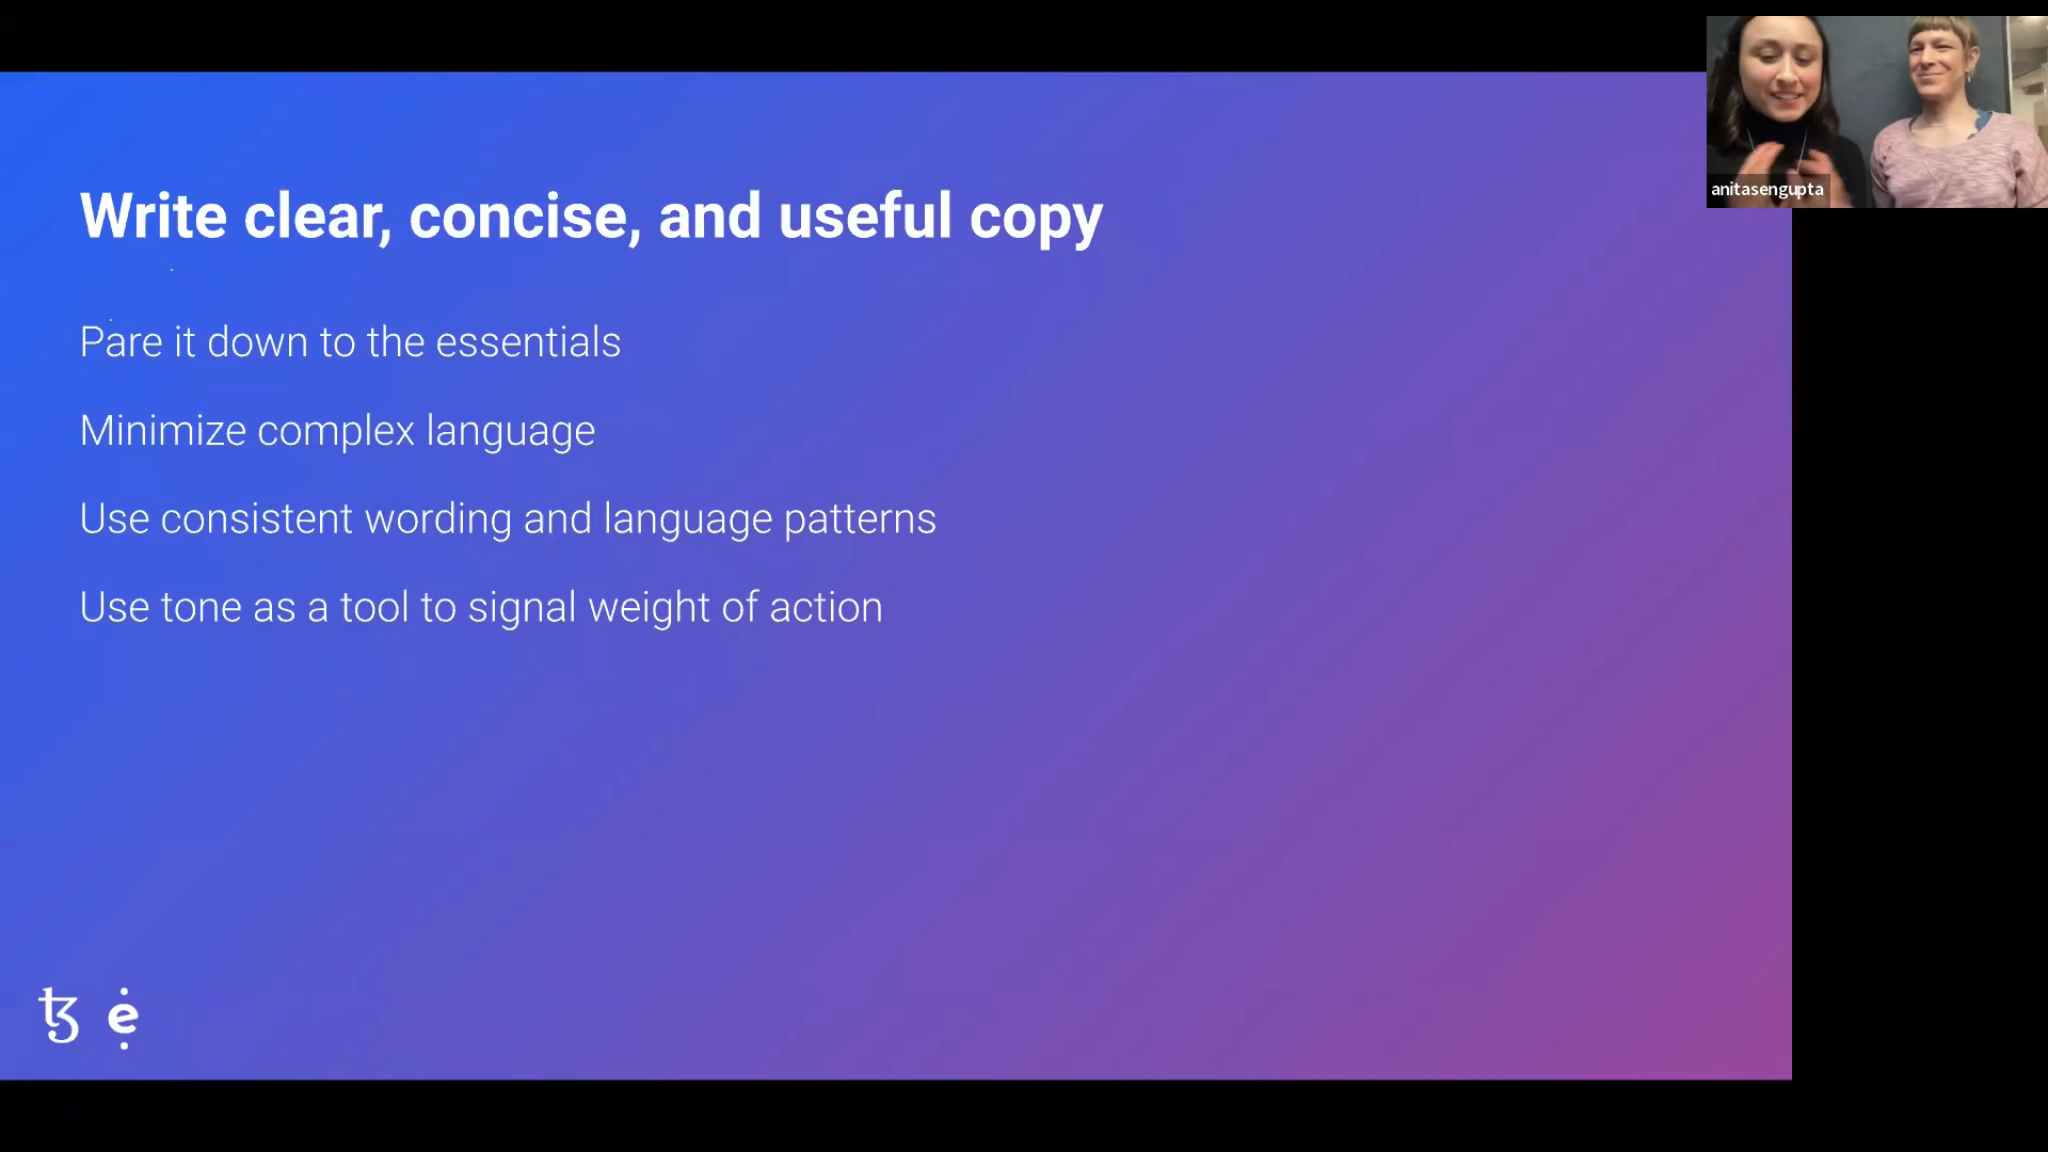 Write clear, concise, and useful copy
Pare it down to the essentials
Minimize complex language
Use consistent wording and language patterns
Use tone as a tool to signal weight of action
anitasengupta